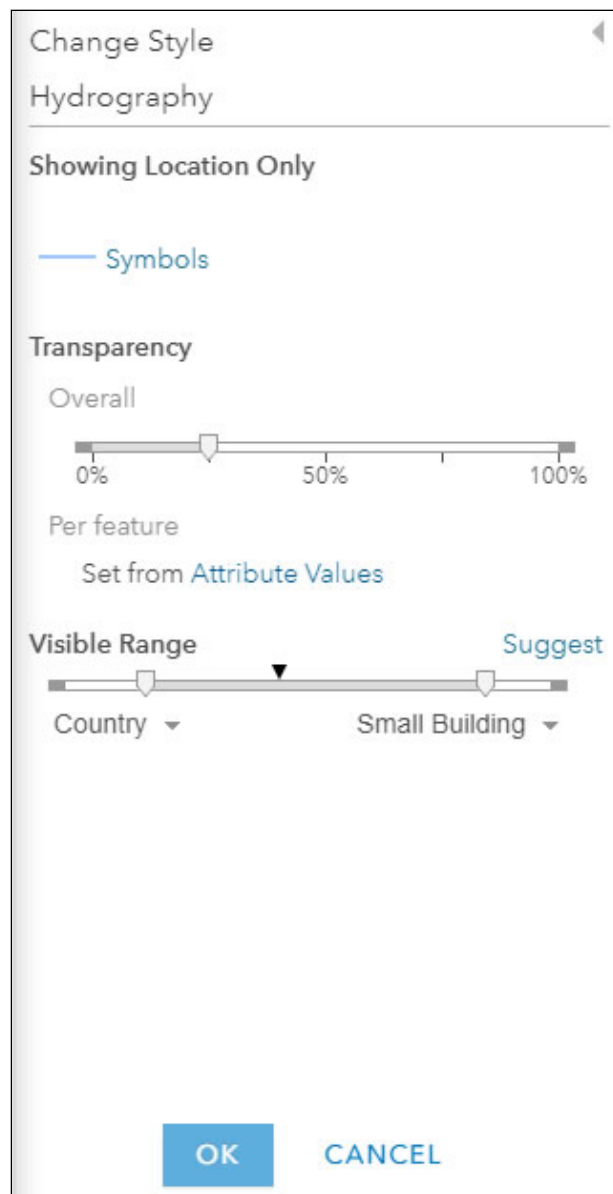 Change Style
Hydrography
Showing Location Only
Symbols
Transparency
Overall
0% 50% 100%
Per feature
Set from Attribute Values
Visible Range Suggest
Country Small Building
OK CANCEL